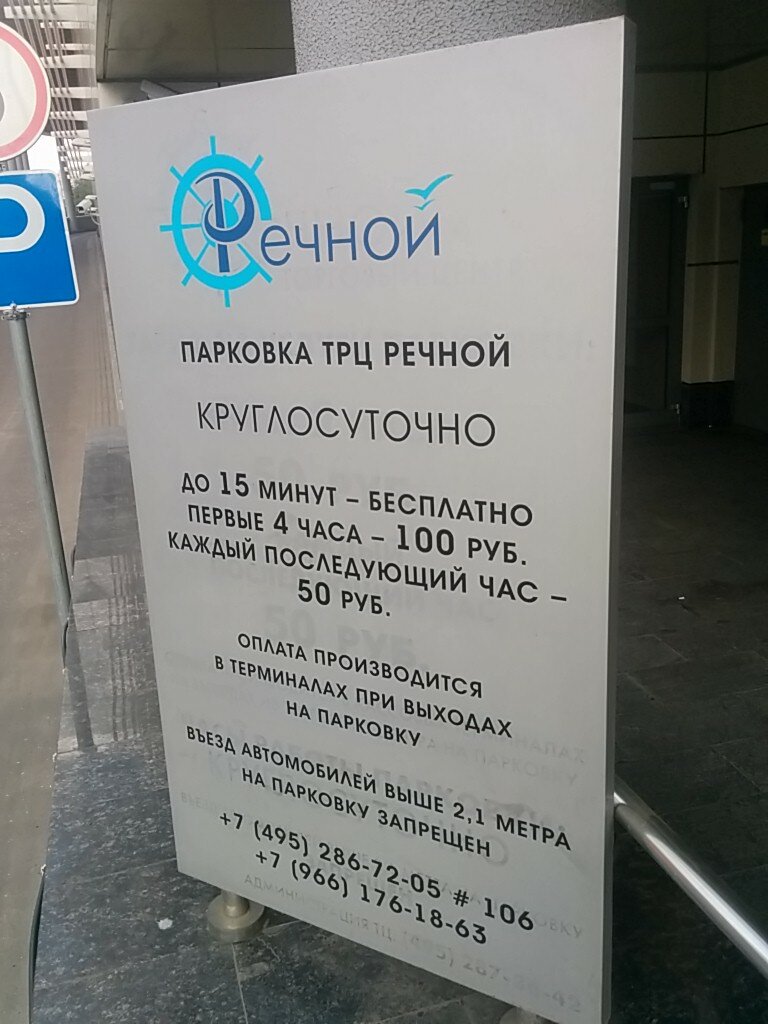 Речной
ПАРКОВКА ТРЦ РЕЧНОЙ
КРУГЛОСУТОЧНО
ДО 15 МИНУТ – БЕСПЛАТНО
ПЕРВЫЕ 4 ЧАСА – 100 РУБ.
КАЖДЫЙ ПОСЛЕДУЮЩИЙ ЧАС –
50 РУБ.
ОПЛАТА ПРОИЗВОДИТСЯ
В ТЕРМИНАЛАХ ПРИ ВЫХОДАХ
НА ПАРКОВКУ
ВЪЕЗД АВТОМОБИЛЕЙ ВЫШЕ 2,1 МЕТРА
НА ПАРКОВКУ ЗАПРЕЩЕН
+7 (495) 286-72-05 # 106
+7 (966) 176-18-63